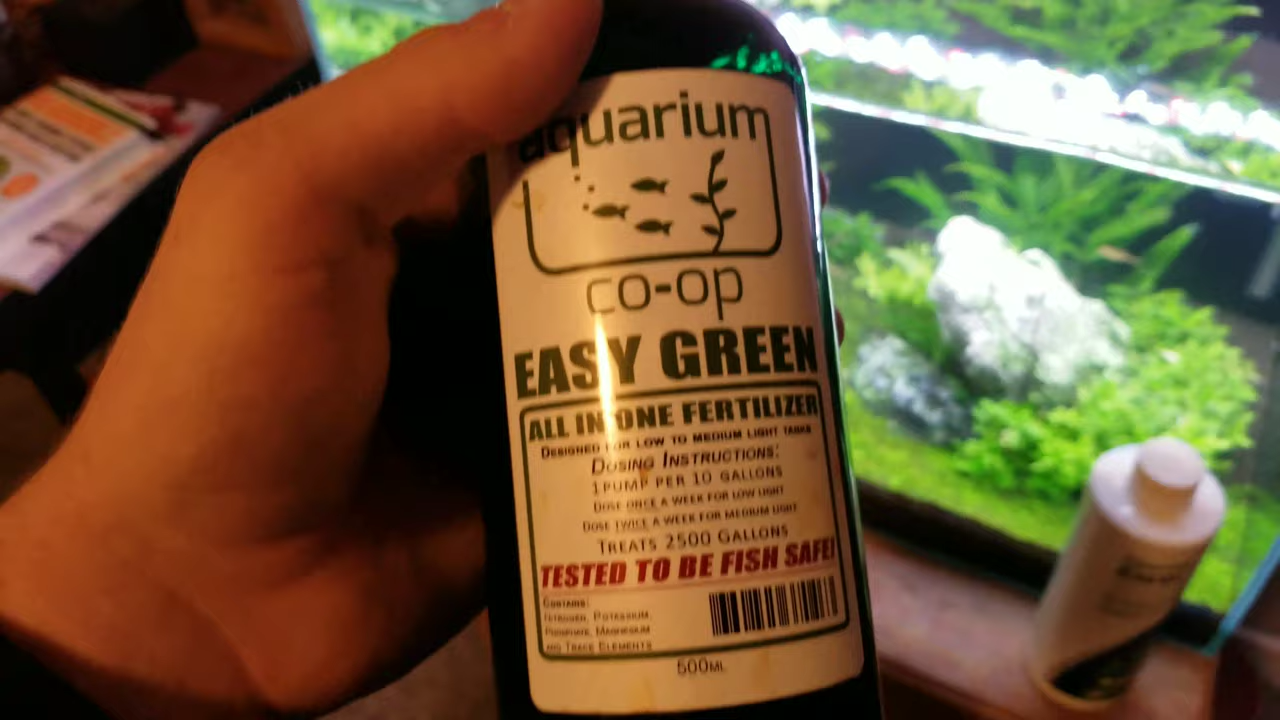 aquarium
co-op
EASY GREEN
ALL IN ONE FERTILIZER
DESIGNED FOR LOW TO MEDIUM LIGHT TANKS
DOSING INSTRUCTIONS:
1 PUMP PER 10 GALLONS
DOSE ONCE A WEEK FOR LOW LIGHT
DOSE TWICE A WEEK FOR MEDIUM LIGHT
TREATS 2500 GALLONS
TESTED TO BE FISH SAFE!
CONTAINS:
NITROGEN, POTASSIUM,
PHOSPHATE, MAGNESIUM
AND TRACE ELEMENTS
500ML